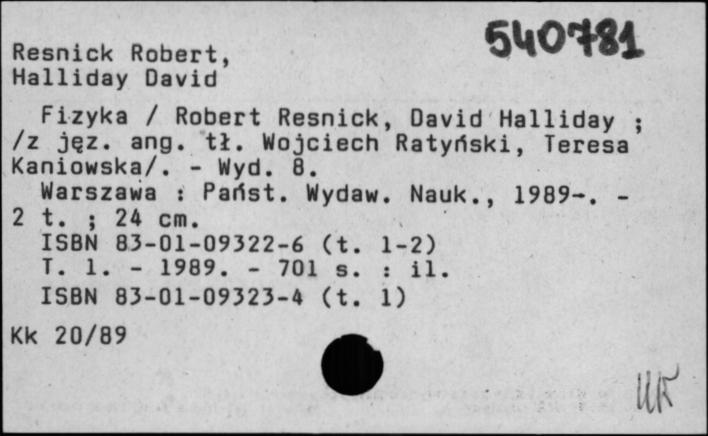 540781
Resnick Robert,
Halliday David
Fizyka / Robert Resnick, David Halliday ;
/z jęz. ang. tł. Wojciech Ratyński, Teresa
Kaniowska/. - Wyd. 8.
Warszawa : Państ. Wydaw. Nauk., 1989-. -
2 t. ; 24 cm.
ISBN 83-01-09322-6 (t. 1-2)
T. 1. - 1989. - 701 s. : il.
ISBN 83-01-09323-4 (t. 1)
Kk 20/89